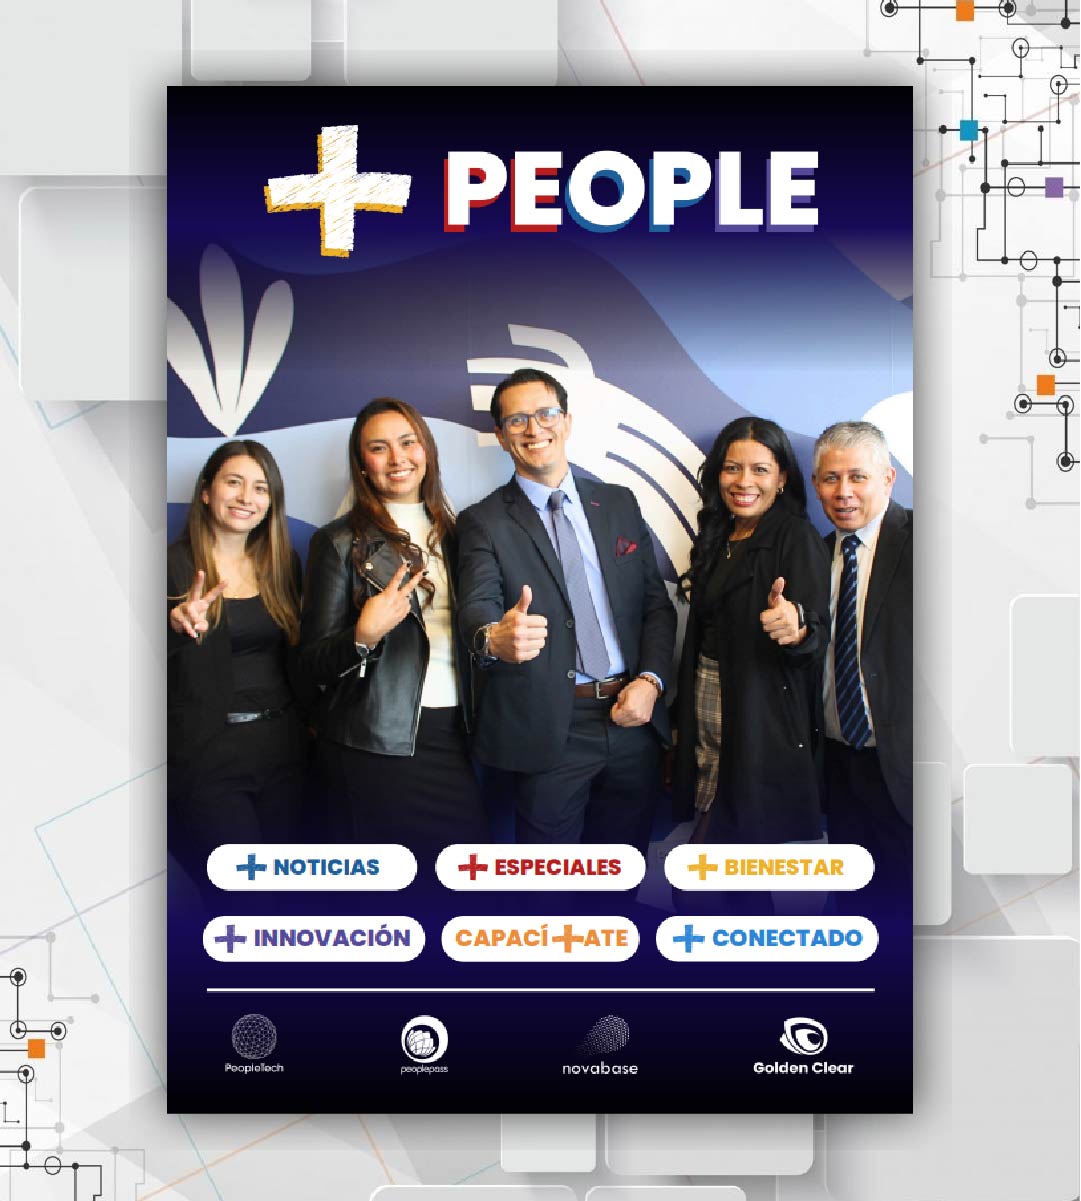 + PEOPLE
+ NOTICIAS
+ ESPECIALES
+ BIENESTAR
+ INNOVACIÓN
CAPACÍ+ATE
+ CONECTADO
PeopleTech
peoplepass
novabase
Golden Clear